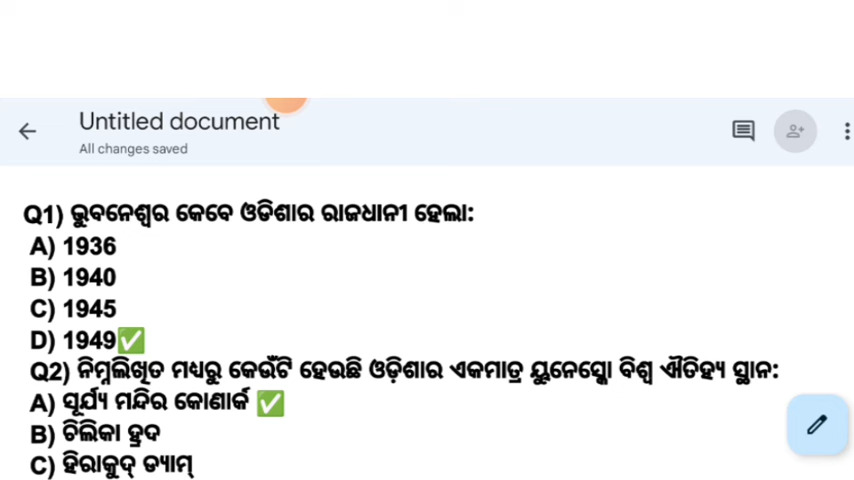 Untitled document
All changes saved
Q1) ଭୁବନେଶ୍ୱର କେବେ ଓଡିଶାର ରାଜଧାନୀ ହେଲା:
A) 1936
B) 1940
C) 1945
D) 1949✅
Q2) ନିମ୍ନଲିଖିତ ମଧ୍ୟରୁ କେଉଁଟି ହେଉଛି ଓଡ଼ିଶାର ଏକମାତ୍ର ୟୁନେସ୍କୋ ବିଶ୍ୱ ଐତିହ୍ୟ ସ୍ଥାନ:
A) ସୂର୍ଯ୍ୟ ମନ୍ଦିର କୋଣାର୍କ ✅
B) ଚିଲିକା ହ୍ରଦ
C) ହିରାକୁଦ୍ ଡ୍ୟାମ୍